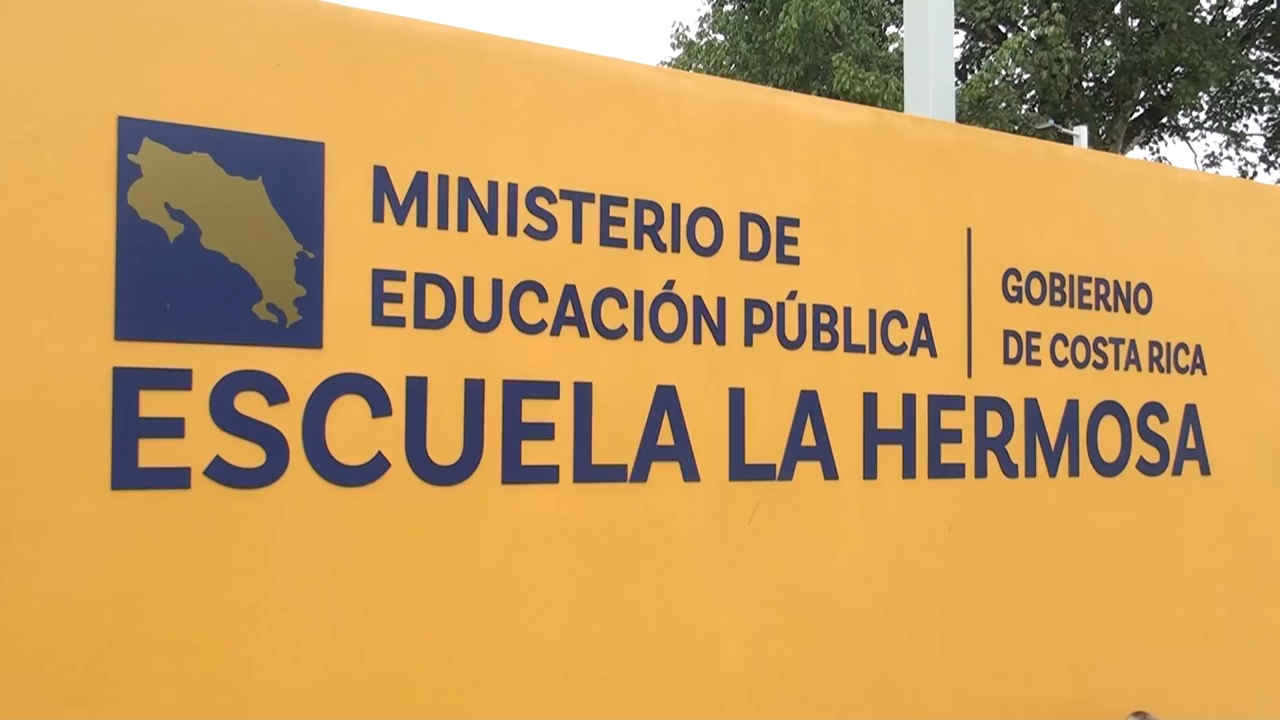 MINISTERIO DE
EDUCACIÓN PÚBLICA
GOBIERNO
DE COSTA RICA
ESCUELA LA HERMOSA